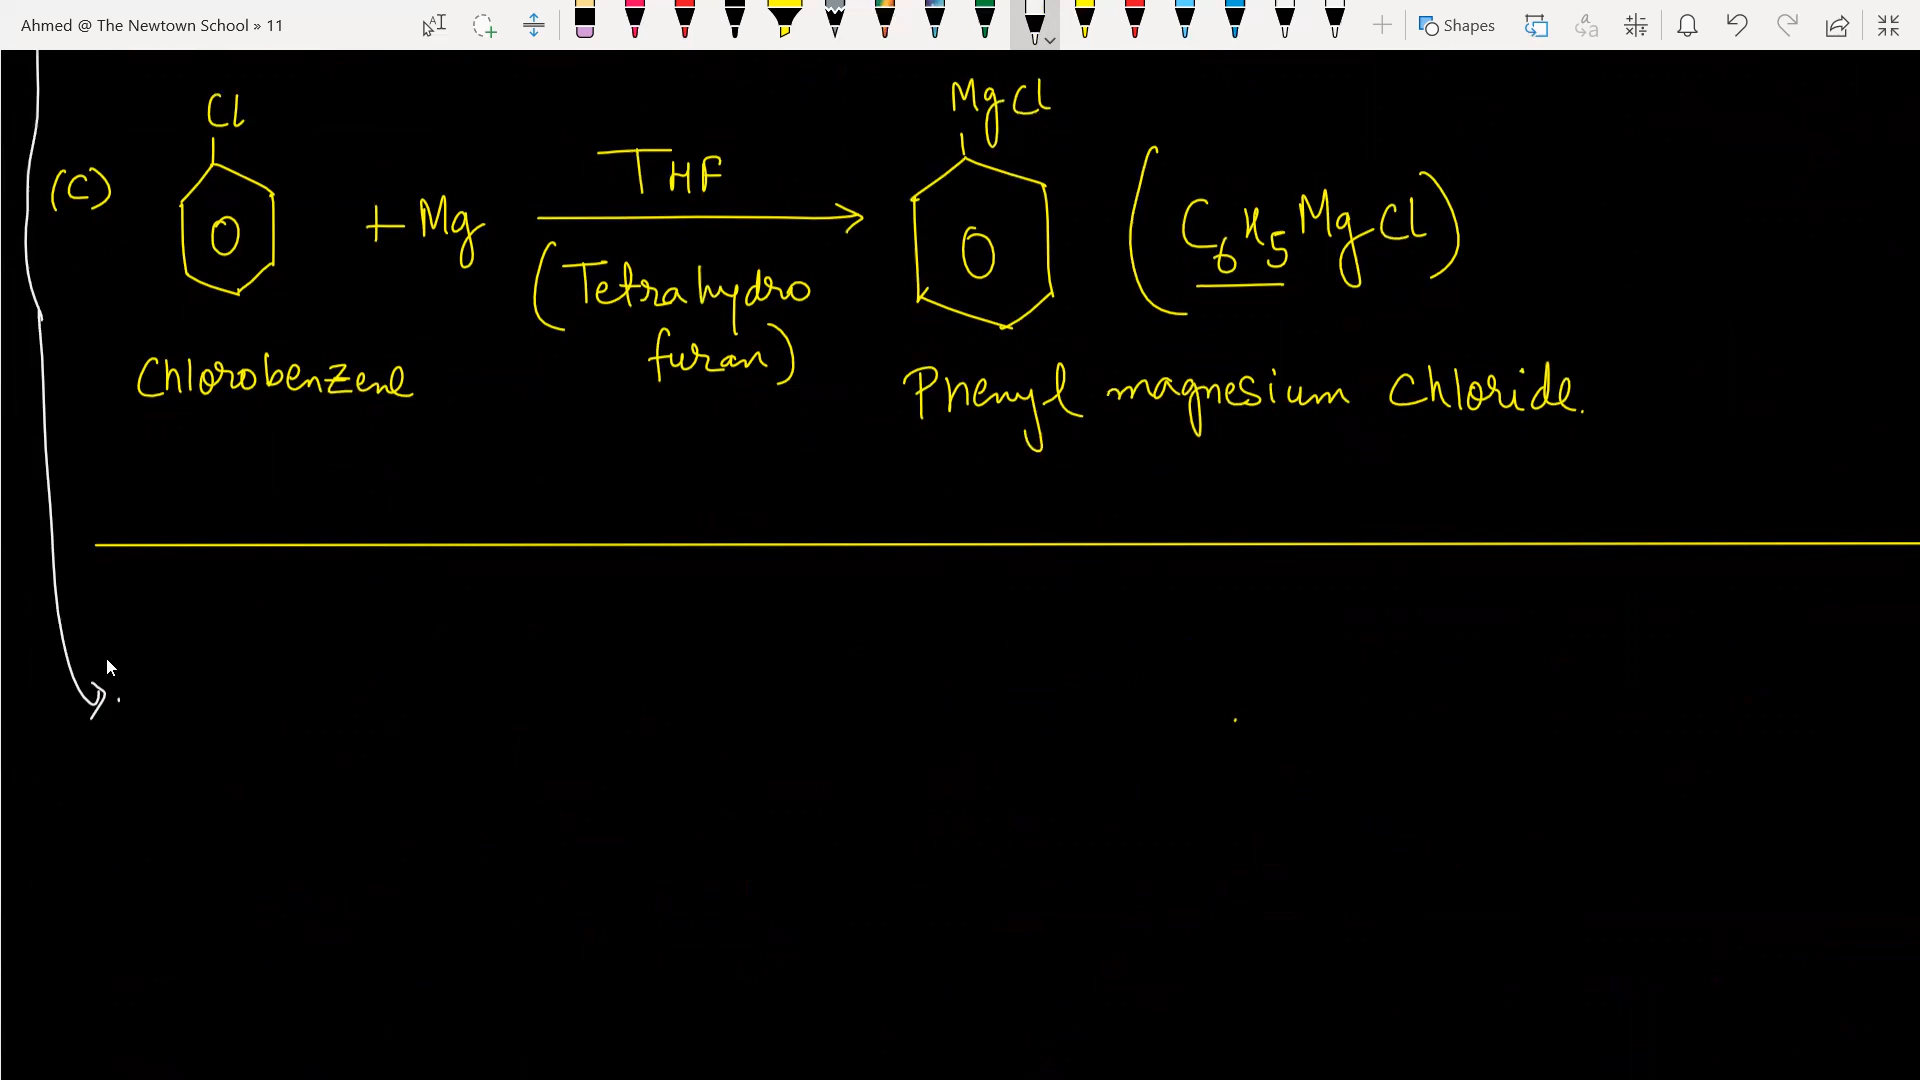 Ahmed @ The Newtown School » 11
Shapes
Cl
MgCl
(C)
+ Mg
THF
(C6H5MgCl)
(Tetrahydro
furan)
Chlorobenzene
Phenyl magnesium Chloride.